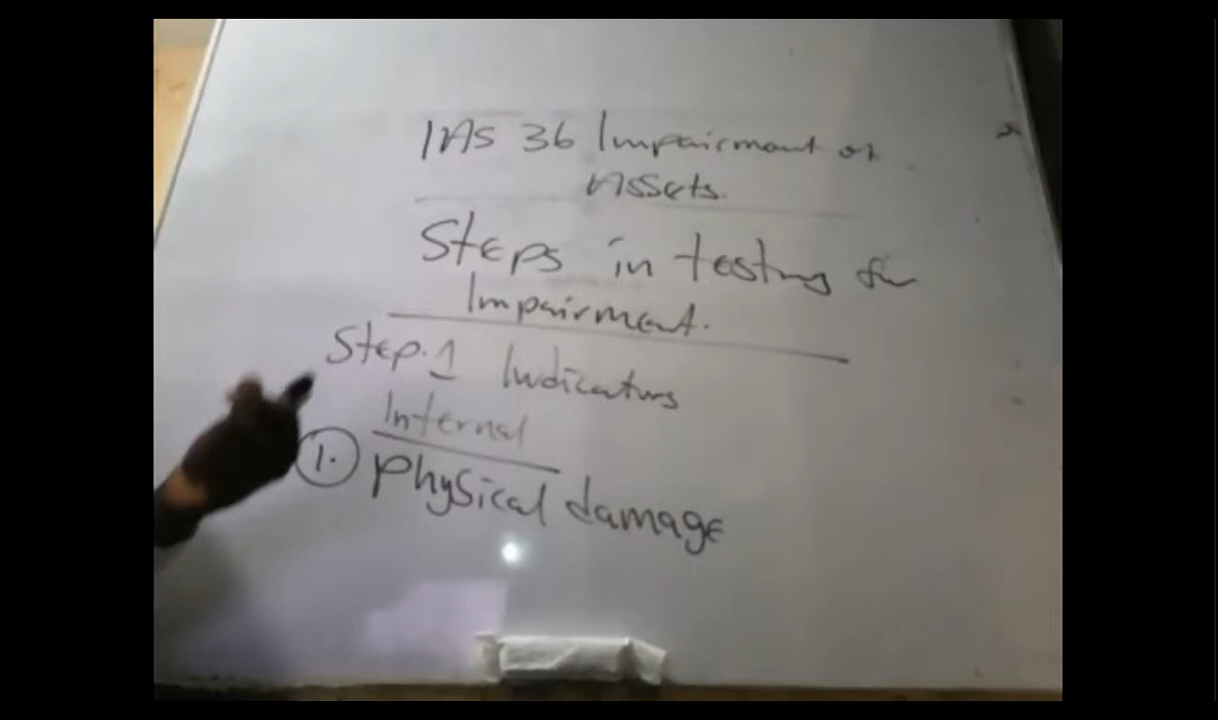 IAS 36 Impairment of
Assets.
Steps in testing for
Impairment.
Step.1 Indicators
Internal
1. Physical damage